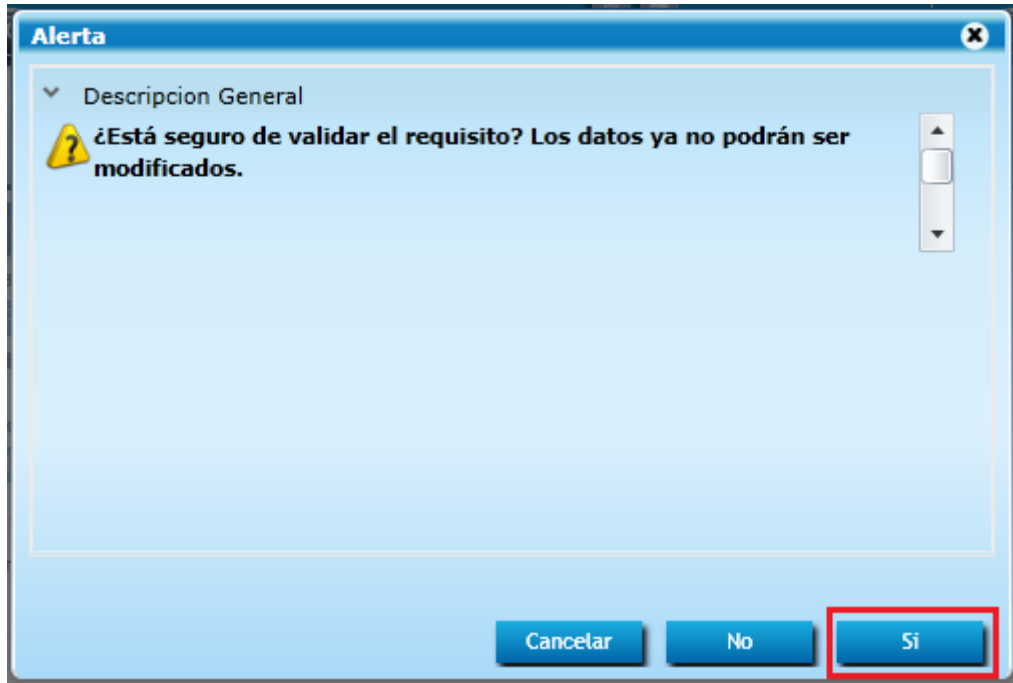 Alerta
Descripcion General
¿Está seguro de validar el requisito? Los datos ya no podrán ser
modificados.
Cancelar No Si